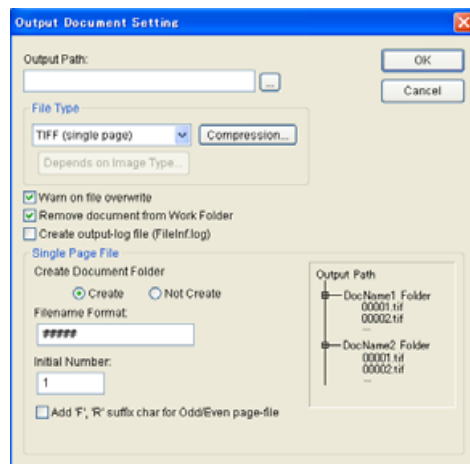 Output Document Setting
Output Path:
OK
...
Cancel
File Type
TIFF (single page)
Compression...
Depends on Image Type...
Warn on file overwrite
Remove document from Work Folder
Create output-log file (FileInf.log)
Single Page File
Create Document Folder
Create
Not Create
Filename Format:
#####
Initial Number:
1
Add 'F', 'R' suffix char for Odd/Even page-file
Output Path
DocName1 Folder
00001.tif
00002.tif
...
DocName2 Folder
00001.tif
00002.tif
...